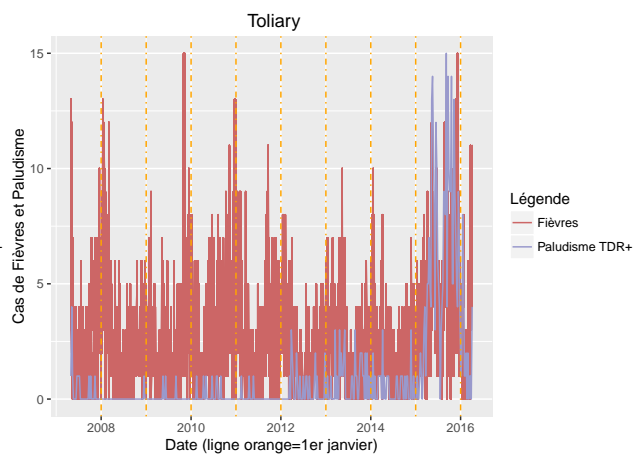 Toliary
Cas de Fièvres et Paludisme
15
10
5
0
2008
2010
2012
2014
2016
Date (ligne orange=1er janvier)
Légende
Fièvres
Paludisme TDR+